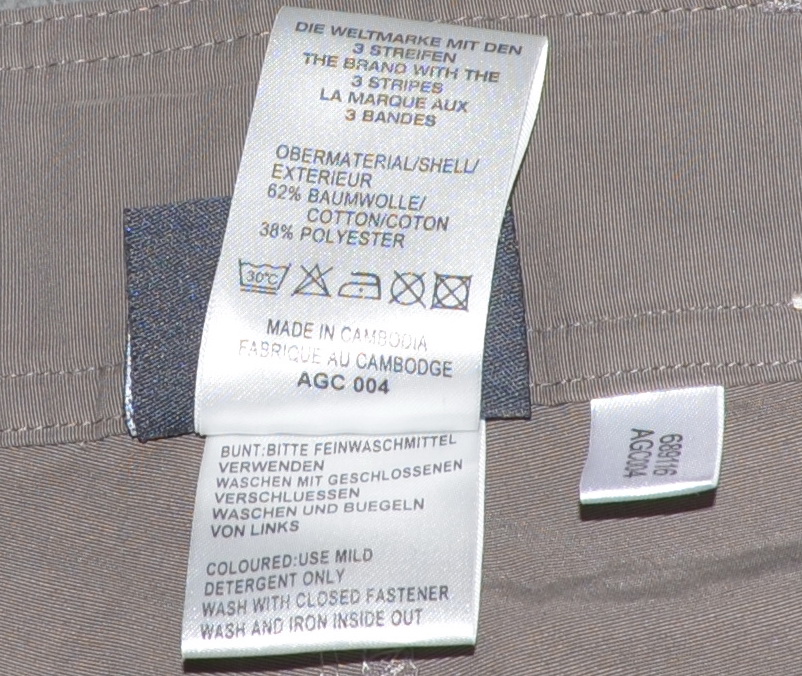 DIE WELTMARKE MIT DEN
3 STREIFEN
THE BRAND WITH THE
3 STRIPES
LA MARQUE AUX
3 BANDES
OBERMATERIAL/SHELL/
EXTERIEUR
62% BAUMWOLLE/
COTTON/COTON
38% POLYESTER
30°C
MADE IN CAMBODIA
FABRIQUE AU CAMBODGE
AGC 004
BUNT:BITTE FEINWASCHMITTEL
VERWENDEN
WASCHEN MIT GESCHLOSSENEN
VERSCHLUESSEN
WASCHEN UND BUEGELN
VON LINKS
COLOURED:USE MILD
DETERGENT ONLY
WASH WITH CLOSED FASTENER
WASH AND IRON INSIDE OUT
689116
AGC004